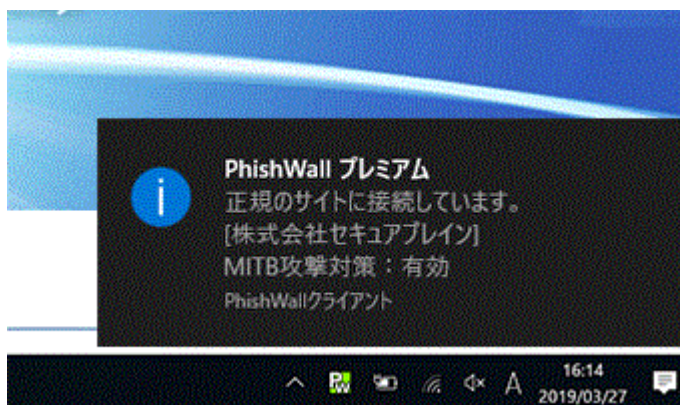 PhishWall プレミアム
正規のサイトに接続しています。
[株式会社セキュアブレイン]
MITB攻撃対策：有効
PhishWallクライアント
A
16:14
2019/03/27